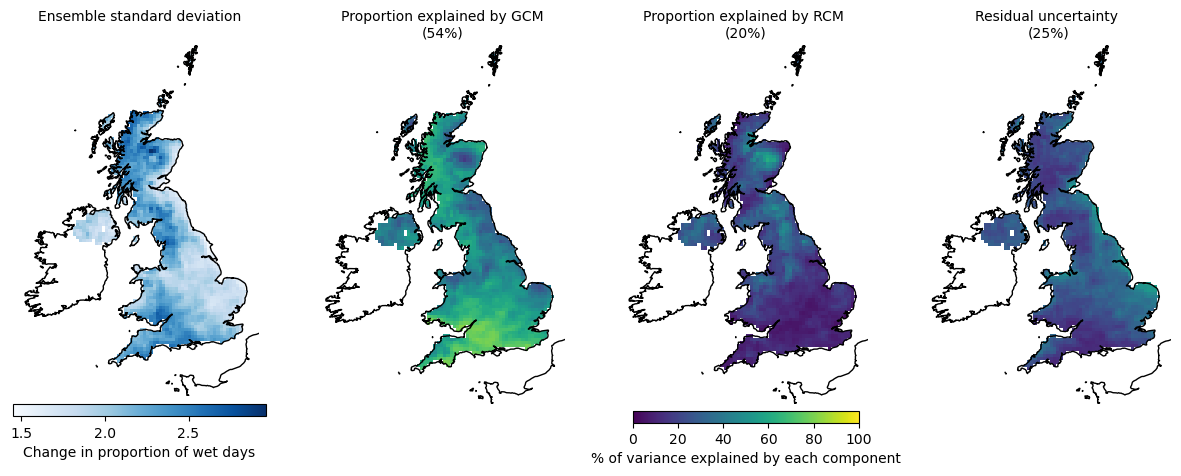 Ensemble standard deviation
Proportion explained by GCM
(54%)
Proportion explained by RCM
(20%)
Residual uncertainty
(25%)
1.5 2.0 2.5
Change in proportion of wet days
0 20 40 60 80 100
% of variance explained by each component